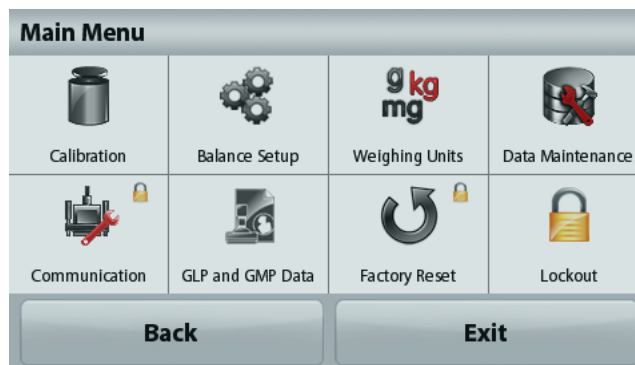 Main Menu
g kg
mg
Calibration Balance Setup Weighing Units Data Maintenance
Communication GLP and GMP Data Factory Reset Lockout
Back Exit